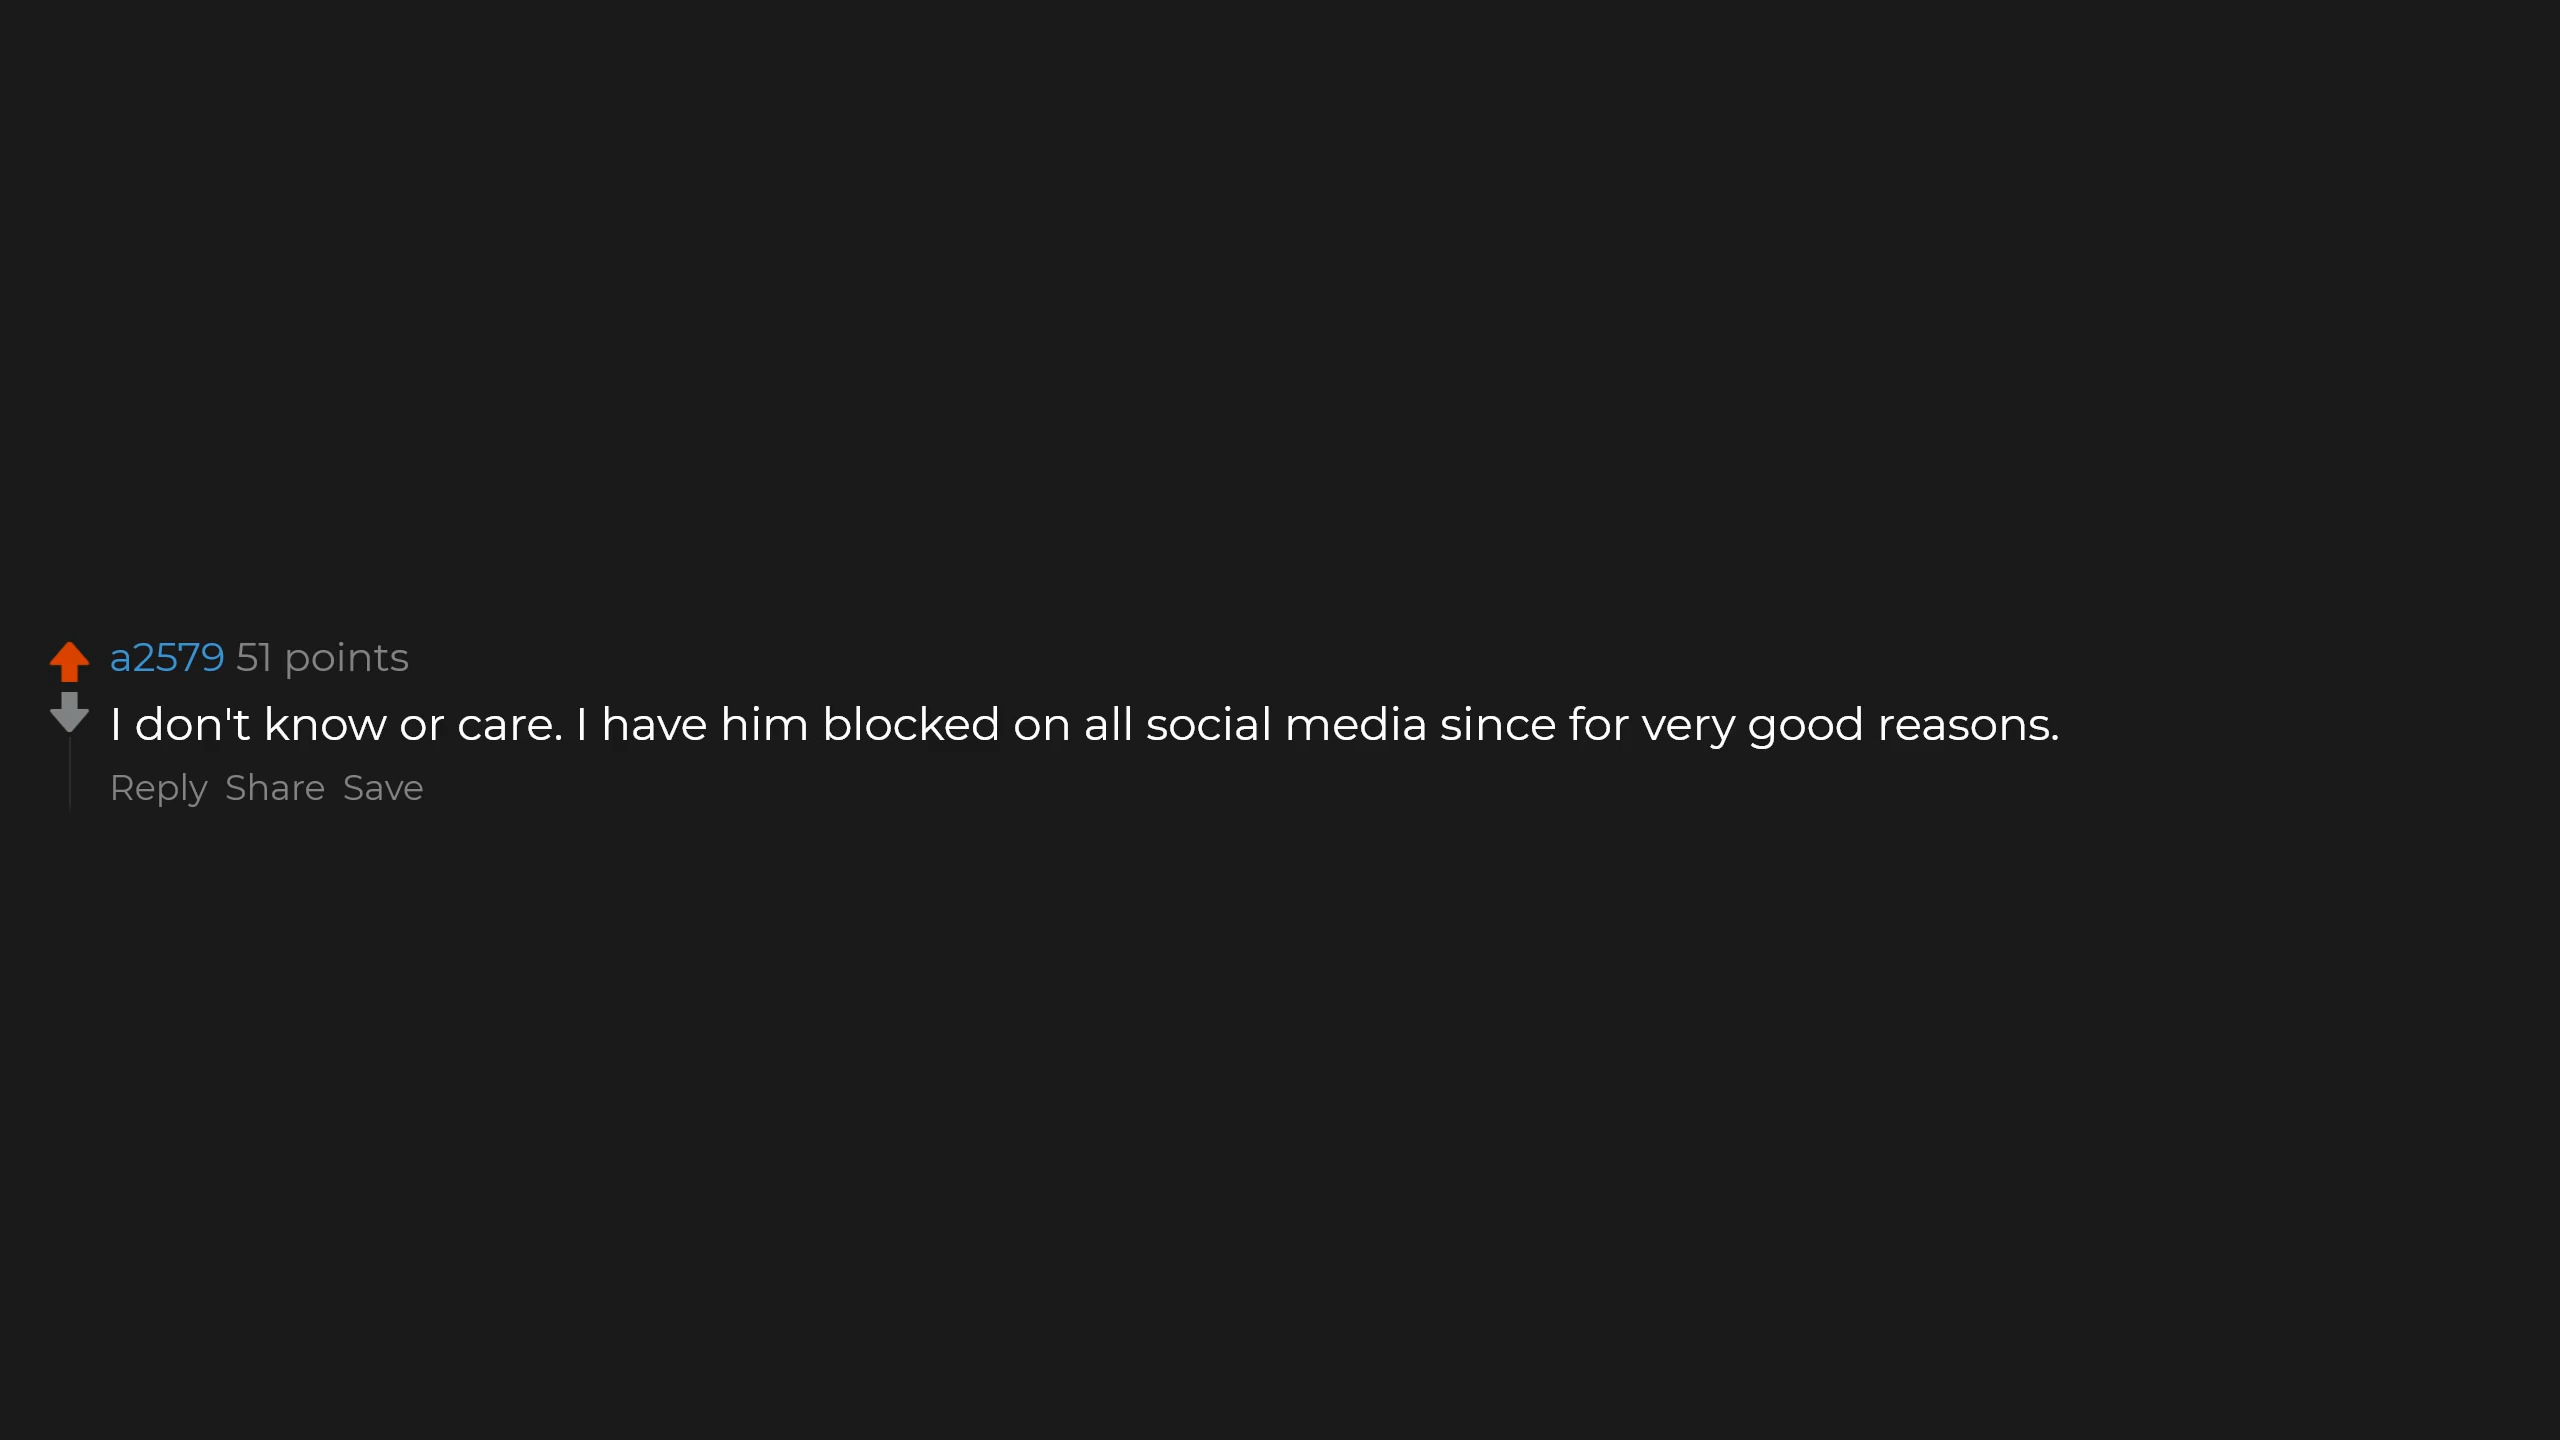 a2579 51 points
I don't know or care. I have him blocked on all social media since for very good reasons.
Reply Share Save